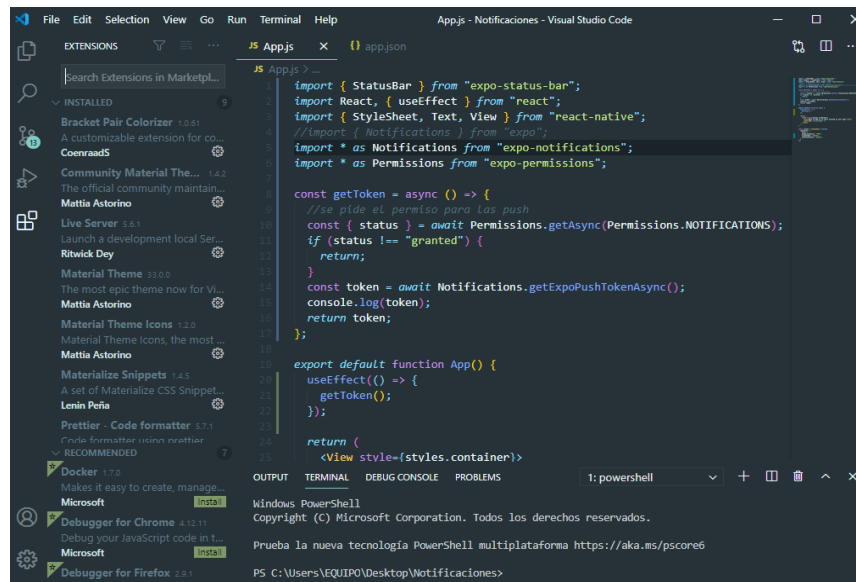 File Edit Selection View Go Run Terminal Help App.js - Notificaciones - Visual Studio Code
EXTENSIONS
Search Extensions in Marketpl...
INSTALLED 9
Bracket Pair Colorizer 1.0.61
A customizable extension for co...
CoenraadS
Community Material The... 1.4.2
The official community maintain...
Mattia Astorino
Live Server 5.6.1
Launch a development local Ser...
Ritwick Dey
Material Theme 33.0.0
The most epic theme now for Vi...
Mattia Astorino
Material Theme Icons 1.2.0
Material Theme Icons, the most ...
Mattia Astorino
Materialize Snippets 1.4.5
A set of Materialize CSS Snippet...
Lenin Peña
Prettier - Code formatter 5.7.1
Code formatter using prettier
RECOMMENDED 7
Docker 1.7.0
Makes it easy to create, manage...
Microsoft Install
Debugger for Chrome 4.12.11
Debug your JavaScript code in t...
Microsoft Install
Debugger for Firefox 2.9.1
13
JS App.js {} app.json
JS App.js > ...
1 import { StatusBar } from "expo-status-bar";
2 import React, { useEffect } from "react";
3 import { StyleSheet, Text, View } from "react-native";
4 //import { Notifications } from "expo";
5 import * as Notifications from "expo-notifications";
6 import * as Permissions from "expo-permissions";
7
8 const getToken = async () => {
9 //se pide el permiso para las push
10 const { status } = await Permissions.getAsync(Permissions.NOTIFICATIONS);
11 if (status !== "granted") {
12 return;
13 }
14 const token = await Notifications.getExpoPushTokenAsync();
15 console.log(token);
16 return token;
17 };
18
19 export default function App() {
20 useEffect(() => {
21 getToken();
22 });
23
24 return (
25 <View style={styles.container}>
OUTPUT TERMINAL DEBUG CONSOLE PROBLEMS 1: powershell
Windows PowerShell
Copyright (C) Microsoft Corporation. Todos los derechos reservados.
Prueba la nueva tecnología PowerShell multiplataforma https://aka.ms/pscore6
PS C:\Users\EQUIPO\Desktop\Notificaciones>